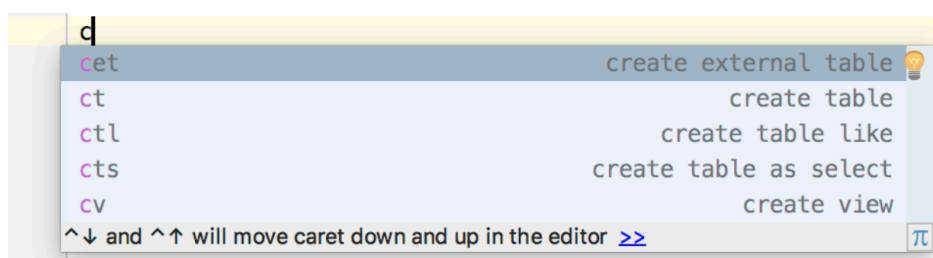 c
cet create external table
ct create table
ctl create table like
cts create table as select
cv create view
^↓ and ^↑ will move caret down and up in the editor >> π